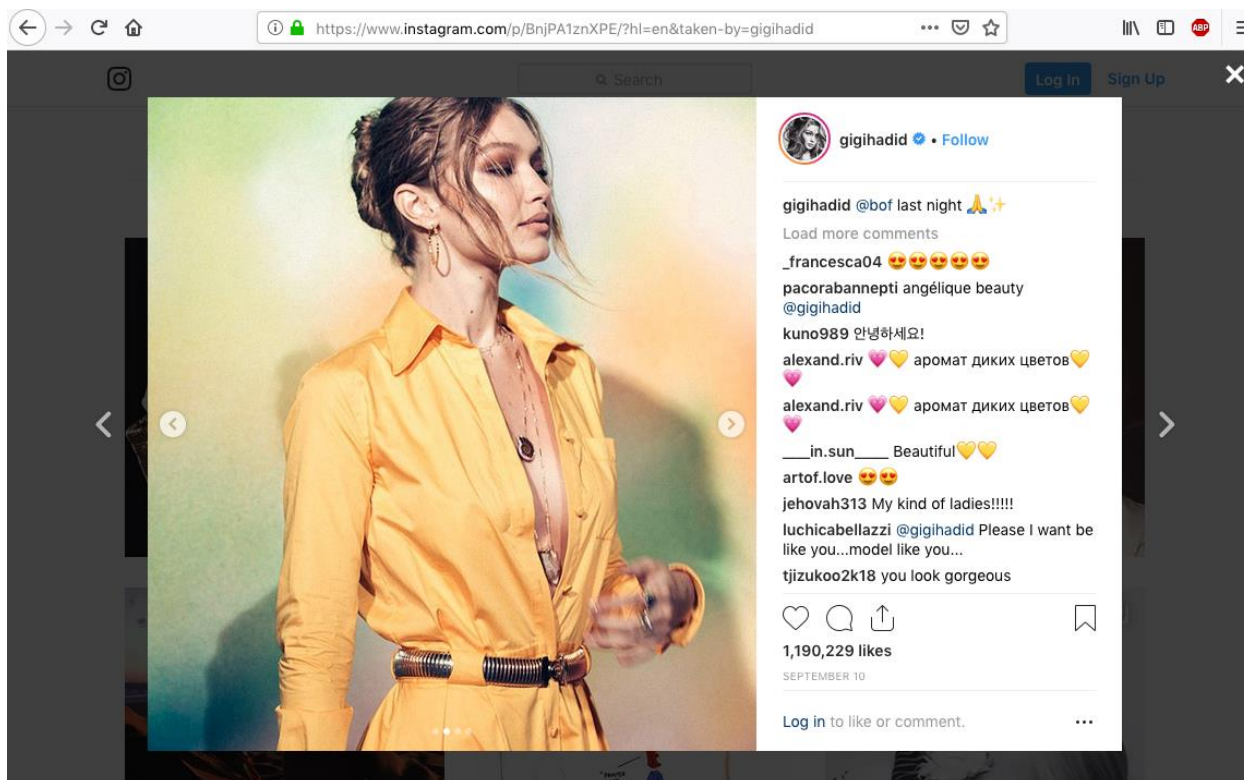 https://www.instagram.com/p/BnjPA1znXPE/?hl=en&taken-by=gigihadid
ABP
Search
Log In
Sign Up
gigihadid • Follow
gigihadid @bof last night 🙏✨
Load more comments
_francesca04 😍😍😍😍😍
pacorabannepti angélique beauty
@gigihadid
kuno989 안녕하세요!
alexand.riv 💗💛 аромат диких цветов💛
💗
alexand.riv 💗💛 аромат диких цветов💛
💗
____in.sun____ Beautiful💛💛
artof.love 😍😍
jehovah313 My kind of ladies!!!!!
luchicabellazzi @gigihadid Please I want be
like you...model like you...
tjizukoo2k18 you look gorgeous
1,190,229 likes
SEPTEMBER 10
Log in to like or comment.